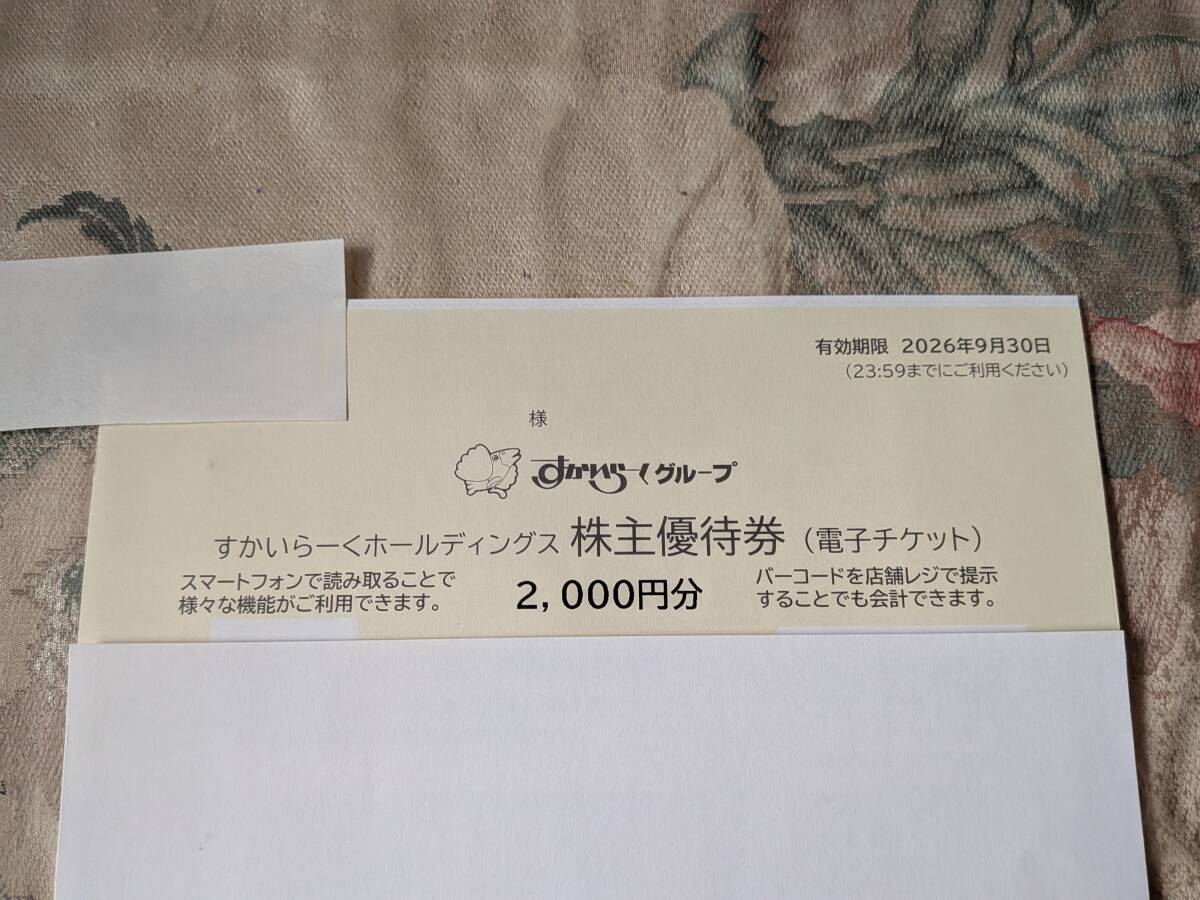 有効期限 2026年9月30日
（23:59までにご利用ください）
様
すかいらーくグループ
すかいらーくホールディングス 株主優待券（電子チケット）
スマートフォンで読み取ることで
様々な機能がご利用できます。
2,000円分
バーコードを店舗レジで提示
することでも会計できます。